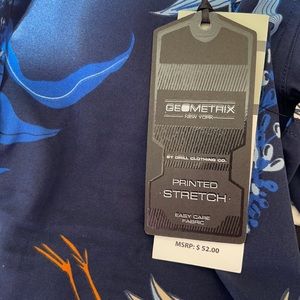 GEOMETRIX
NEW YORK
BY DRILL CLOTHING CO.
PRINTED
STRETCH
EASY CARE
FABRIC
MSRP: $ 52.00